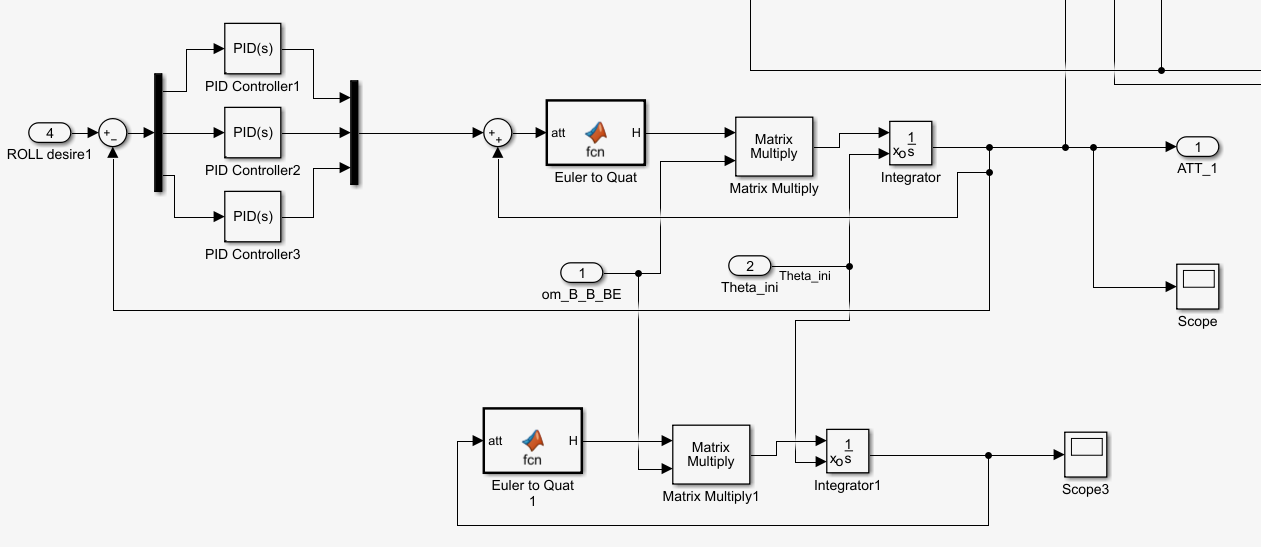 PID(s)
PID Controller1
4
ROLL desire1
+
−
PID(s)
PID Controller2
PID(s)
PID Controller3
+
+
att
H
fcn
Euler to Quat
Matrix
Multiply
Matrix Multiply
1
s
xo
Integrator
1
ATT_1
1
om_B_B_BE
2
Theta_ini
Theta_ini
Scope
att
H
fcn
Euler to Quat
1
Matrix
Multiply
Matrix Multiply1
1
s
xo
Integrator1
Scope3